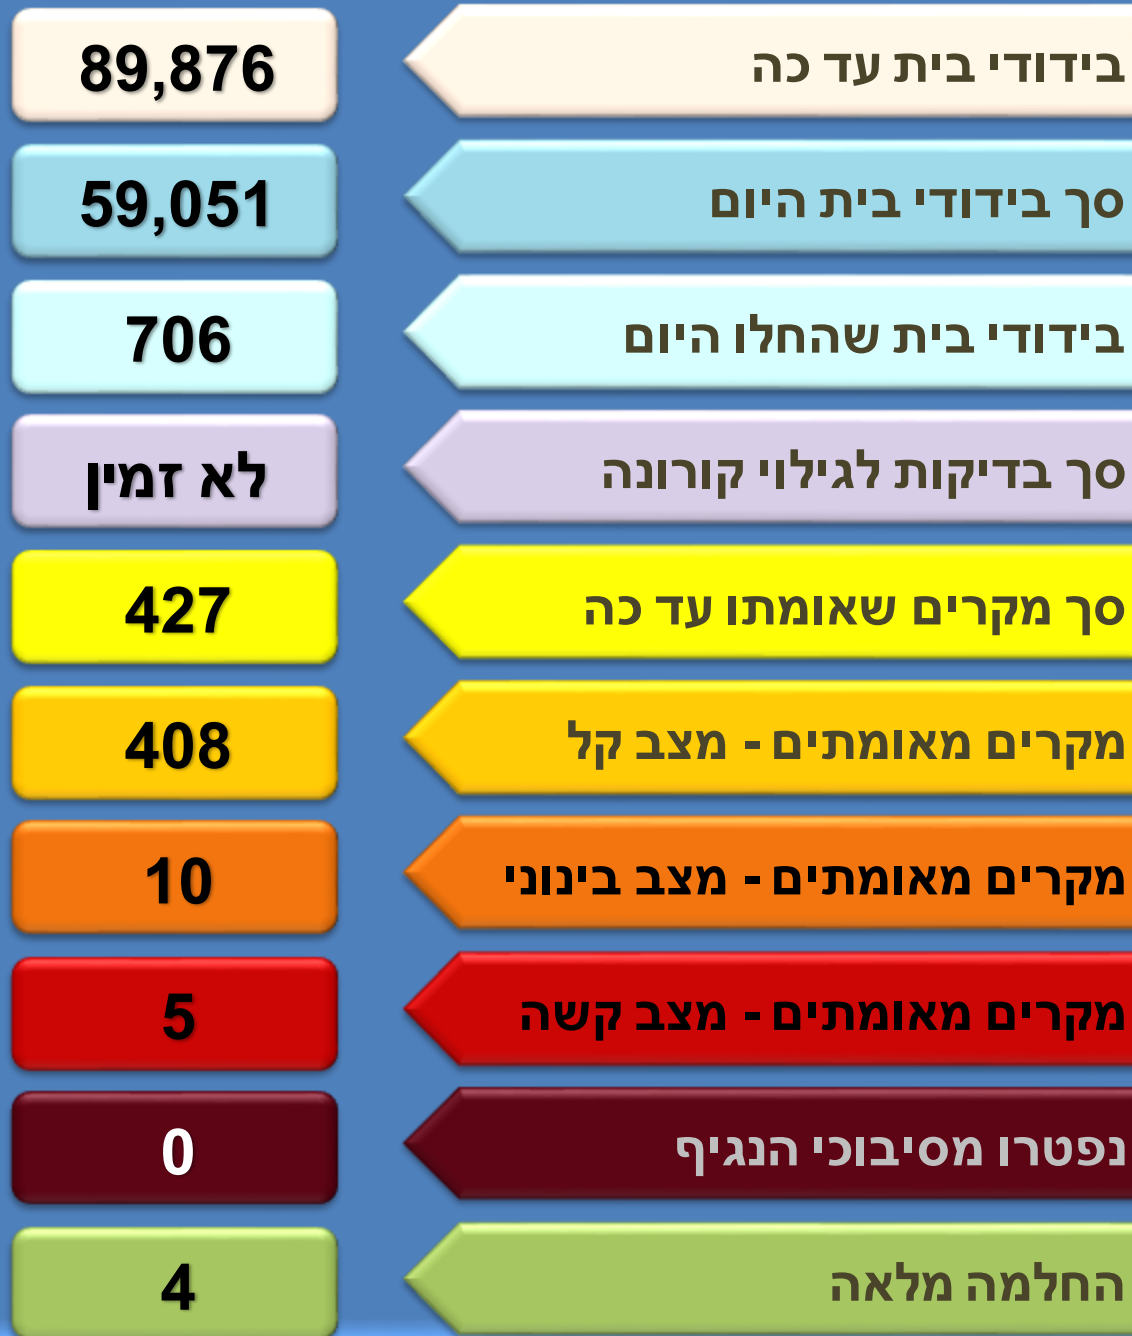 בידודי בית עד כה
89,876
סך בידודי בית היום
59,051
בידודי בית שהחלו היום
706
סך בדיקות לגילוי קורונה
לא זמין
סך מקרים שאומתו עד כה
427
מקרים מאומתים - מצב קל
408
מקרים מאומתים - מצב בינוני
10
מקרים מאומתים - מצב קשה
5
נפטרו מסיבוכי הנגיף
0
החלמה מלאה
4